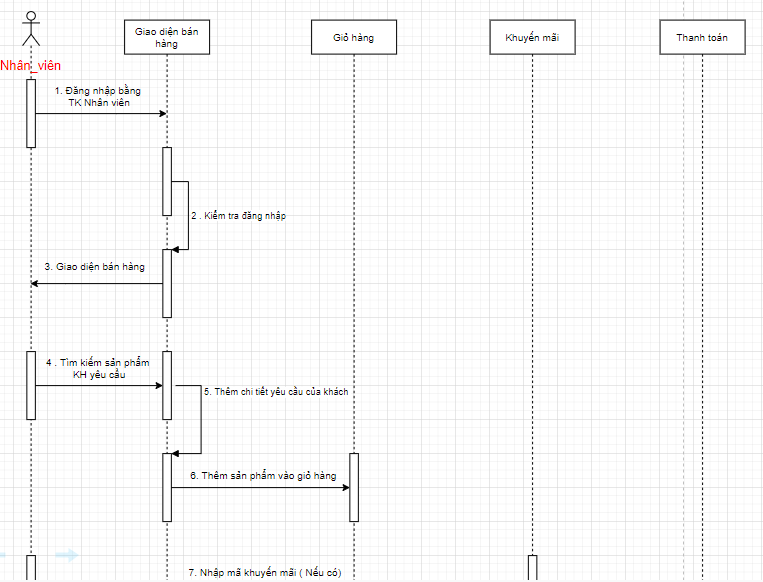 Giao diện bán
hàng
Giỏ hàng
Khuyến mãi
Thanh toán
Nhân_viên
1. Đăng nhập bằng
TK Nhân viên
2 . Kiểm tra đăng nhập
3. Giao diện bán hàng
4 . Tìm kiếm sản phẩm
KH yêu cầu
5. Thêm chi tiết yêu cầu của khách
6. Thêm sản phẩm vào giỏ hàng
7. Nhập mã khuyến mãi ( Nếu có)